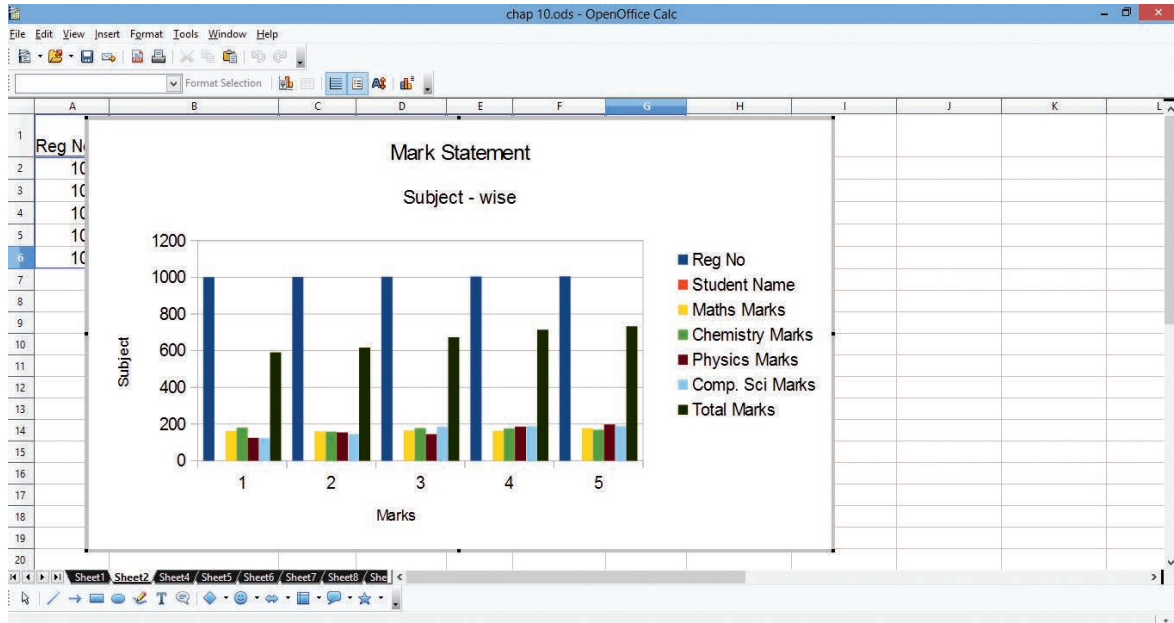 chap 10.ods - OpenOffice Calc
File Edit View Insert Format Tools Window Help
Format Selection
A B C D E F G H I J K L
1 Reg N
2 10
3 10
4 10
5 10
6 10
7
8
9
10
11
12
13
14
15
16
17
18
19
20
Mark Statement
Subject - wise
1200
1000
800
600
400
200
0
Subject
1 2 3 4 5
Marks
Reg No
Student Name
Maths Marks
Chemistry Marks
Physics Marks
Comp. Sci Marks
Total Marks
Sheet1 Sheet2 Sheet4 Sheet5 Sheet6 Sheet7 Sheet8 She